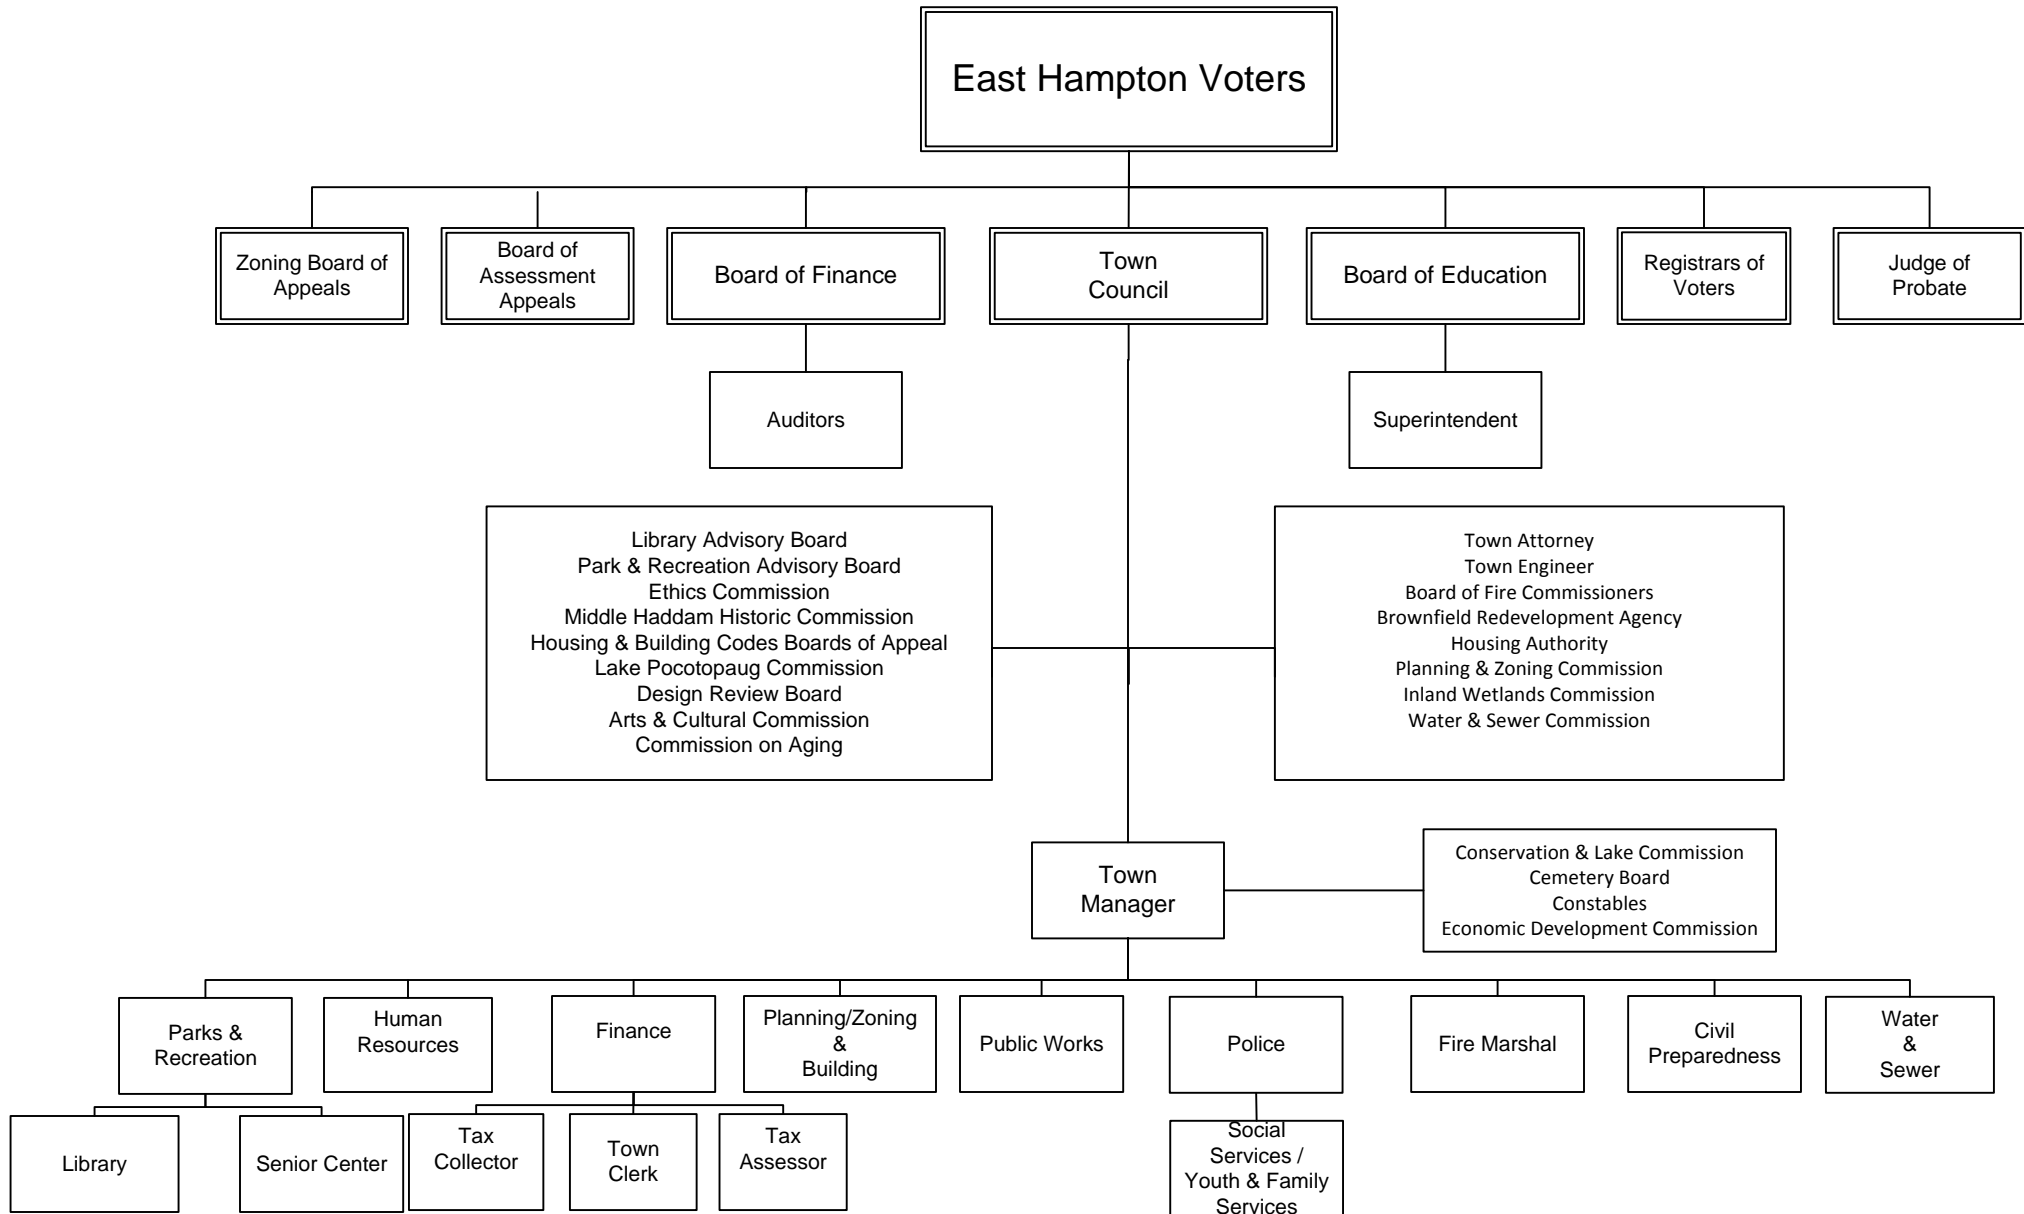 East Hampton Voters
Zoning Board of
Appeals
Board of
Assessment
Appeals
Board of Finance
Town
Council
Board of Education
Registrars of
Voters
Judge of
Probate
Auditors
Superintendent
Library Advisory Board
Park & Recreation Advisory Board
Ethics Commission
Middle Haddam Historic Commission
Housing & Building Codes Boards of Appeal
Lake Pocotopaug Commission
Design Review Board
Arts & Cultural Commission
Commission on Aging
Town Attorney
Town Engineer
Board of Fire Commissioners
Brownfield Redevelopment Agency
Housing Authority
Planning & Zoning Commission
Inland Wetlands Commission
Water & Sewer Commission
Town
Manager
Conservation & Lake Commission
Cemetery Board
Constables
Economic Development Commission
Parks &
Recreation
Human
Resources
Finance
Planning/Zoning
&
Building
Public Works
Police
Fire Marshal
Civil
Preparedness
Water
&
Sewer
Library
Senior Center
Tax
Collector
Town
Clerk
Tax
Assessor
Social
Services /
Youth & Family
Services